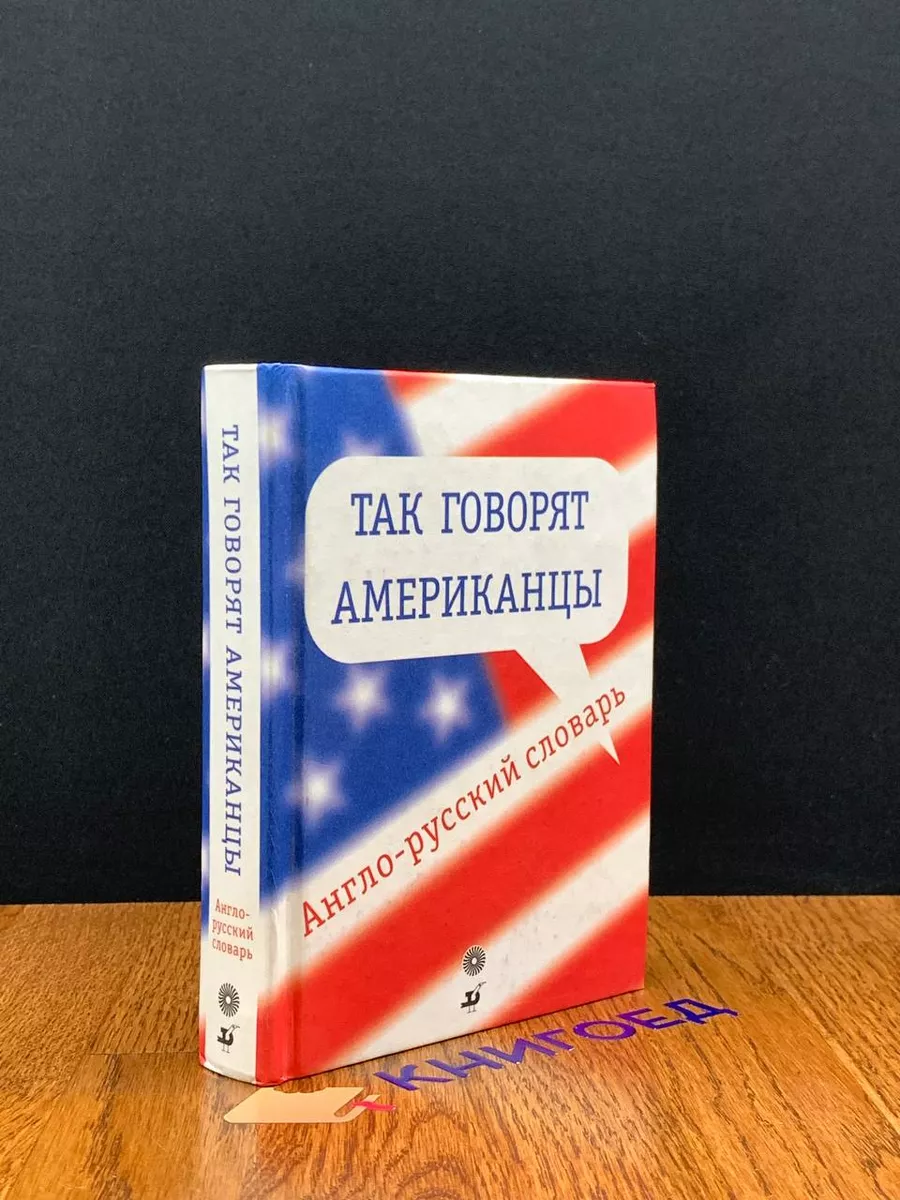 ТАК ГОВОРЯТ АМЕРИКАНЦЫ
Англо-
русский
словарь
ТАК ГОВОРЯТ
АМЕРИКАНЦЫ
Англо-русский словарь
КНИГОЕД